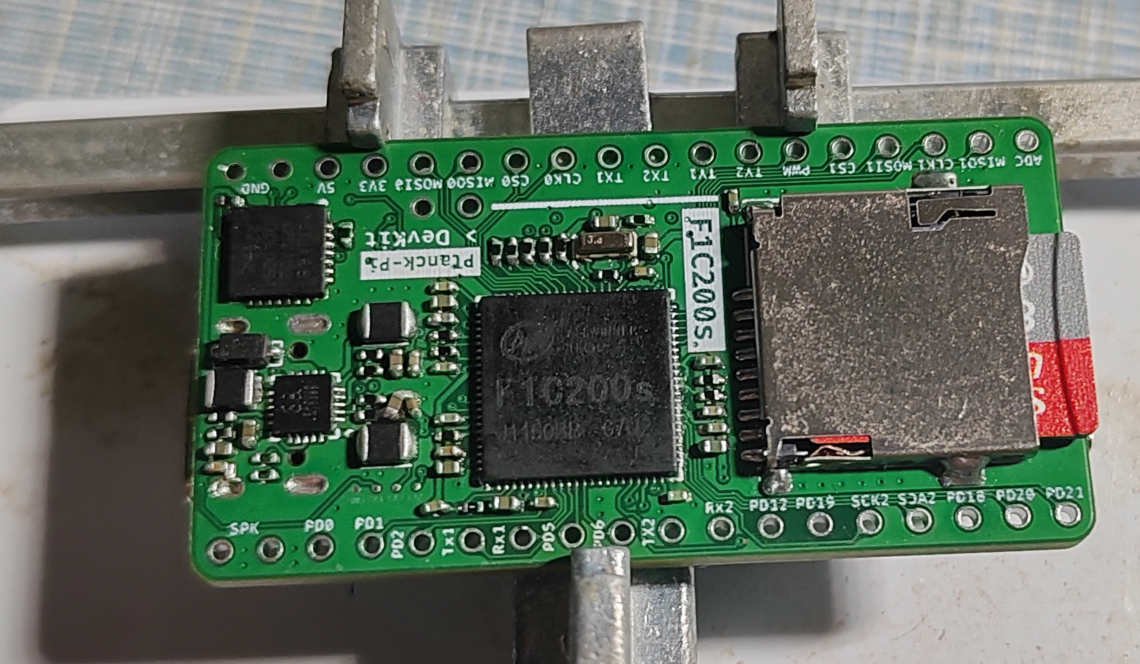 GND
5V
3V3
MOSI0
MISO0
CS0
CLK0
TX1
TX2
TY1
TY2
PWM
CS1
MOSI1
CLK1
MISO1
ADC
> DevKit
Planck-Pi
F1C200s
F1C200s
SPK
PD0
PD1
PD2
Tx1
Rx1
PD5
PD6
TX2
Rx2
PD12
PD19
SCK2
SDA2
PD18
PD20
PD21